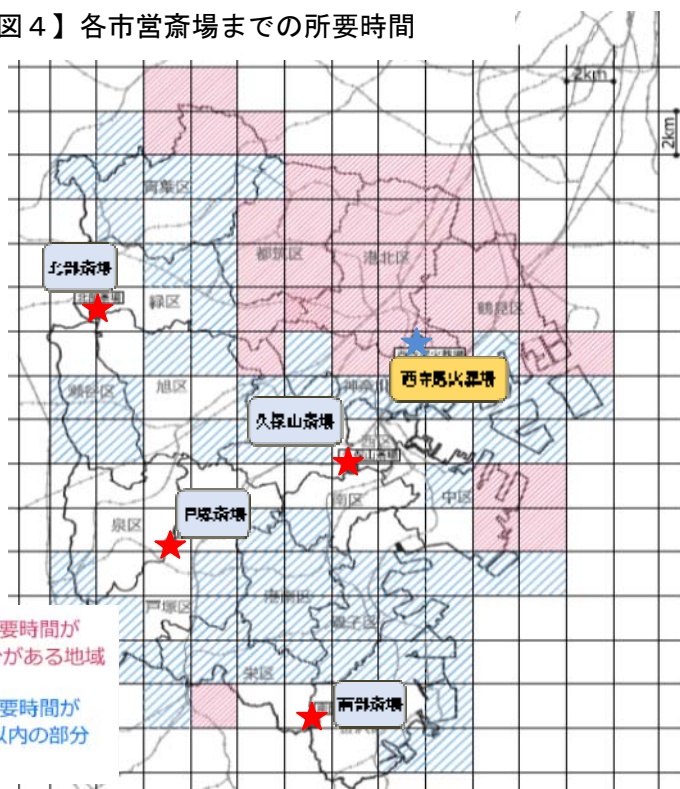 図４】各市営斎場までの所要時間
2km
2km
青葉区
都筑区
港北区
北部斎場
緑区
鶴見区
西寺尾火葬場
瀬谷区
旭区
神奈川
久保山斎場
西区
南区
中区
戸塚斎場
泉区
戸塚区
港南区
磯子区
栄区
南部斎場
要時間が
がある地域
要時間が
以内の部分